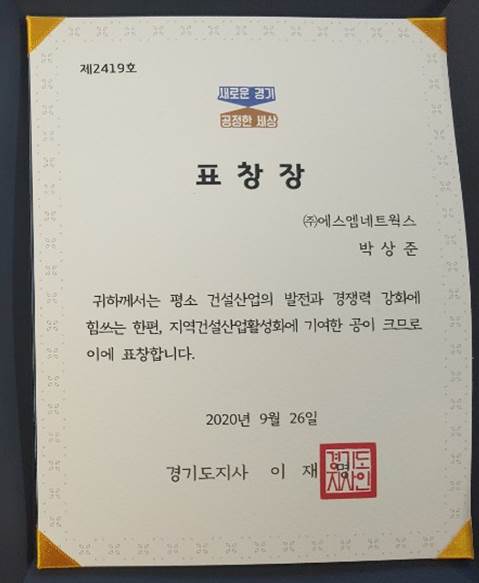 제2419호
새로운 경기
공정한 세상
표 창 장
㈜에스엠네트웍스
박 상 준
귀하께서는 평소 건설산업의 발전과 경쟁력 강화에
힘쓰는 한편, 지역건설산업활성화에 기여한 공이 크므로
이에 표창합니다.
2020년 9월 26일
경기도지사 이 재 명
경기도
지사인